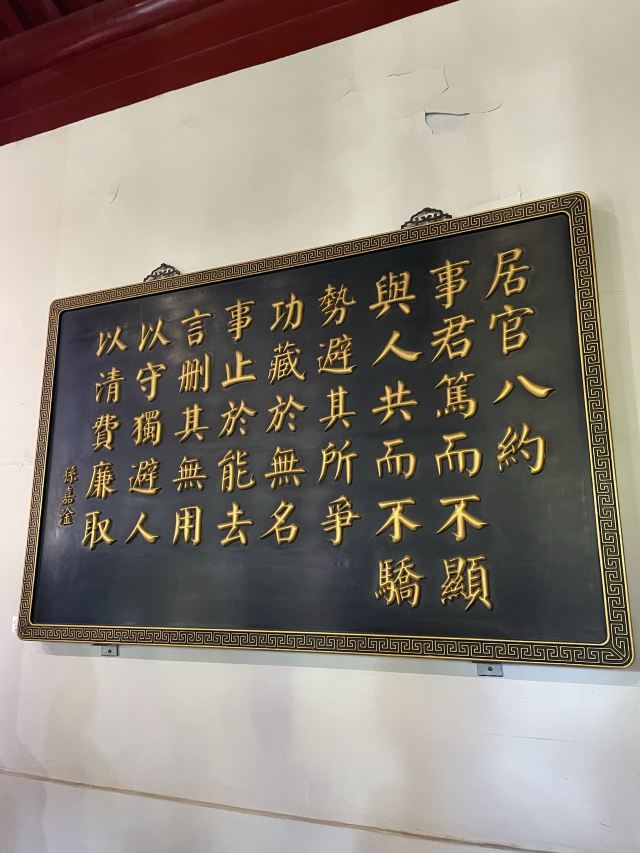 居官八約
事君篤而不顯
與人共而不驕
勢避其所爭
功藏於無名
事止於能去
言删其無用
以守獨避人
以清費廉取
孫嘉淦